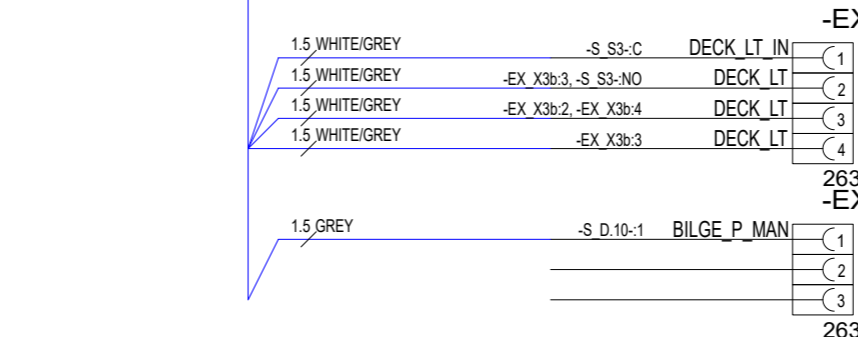 -EX
1.5 WHITE/GREY -S_S3-:C DECK_LT_IN 1
1.5 WHITE/GREY -EX_X3b:3, -S_S3-:NO DECK_LT 2
1.5 WHITE/GREY -EX_X3b:2, -EX_X3b:4 DECK_LT 3
1.5 WHITE/GREY -EX_X3b:3 DECK_LT 4
263
-EX
1.5 GREY -S_D.10-:1 BILGE_P_MAN 1
2
3
263